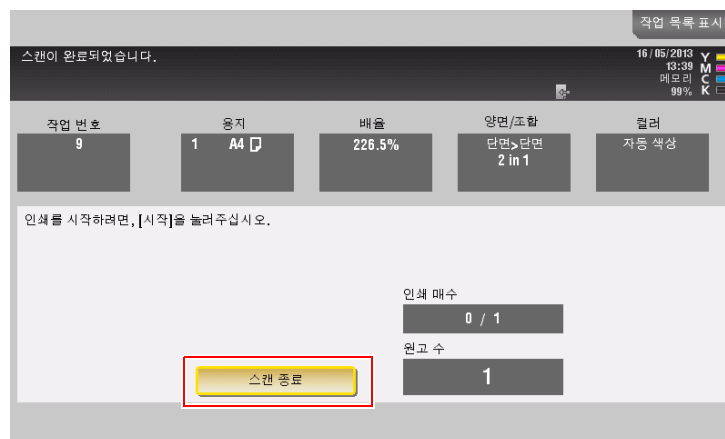 작업 목록 표시
스캔이 완료되었습니다.
16/05/2013
13:39
메모리
99%
Y
M
C
K
작업 번호
용지
배율
양면/조합
컬러
9
1 A4
226.5%
단면>단면
2 in 1
자동 색상
인쇄를 시작하려면, [시작]을 눌러주십시오.
인쇄 매수
0 / 1
원고 수
1
스캔 종료